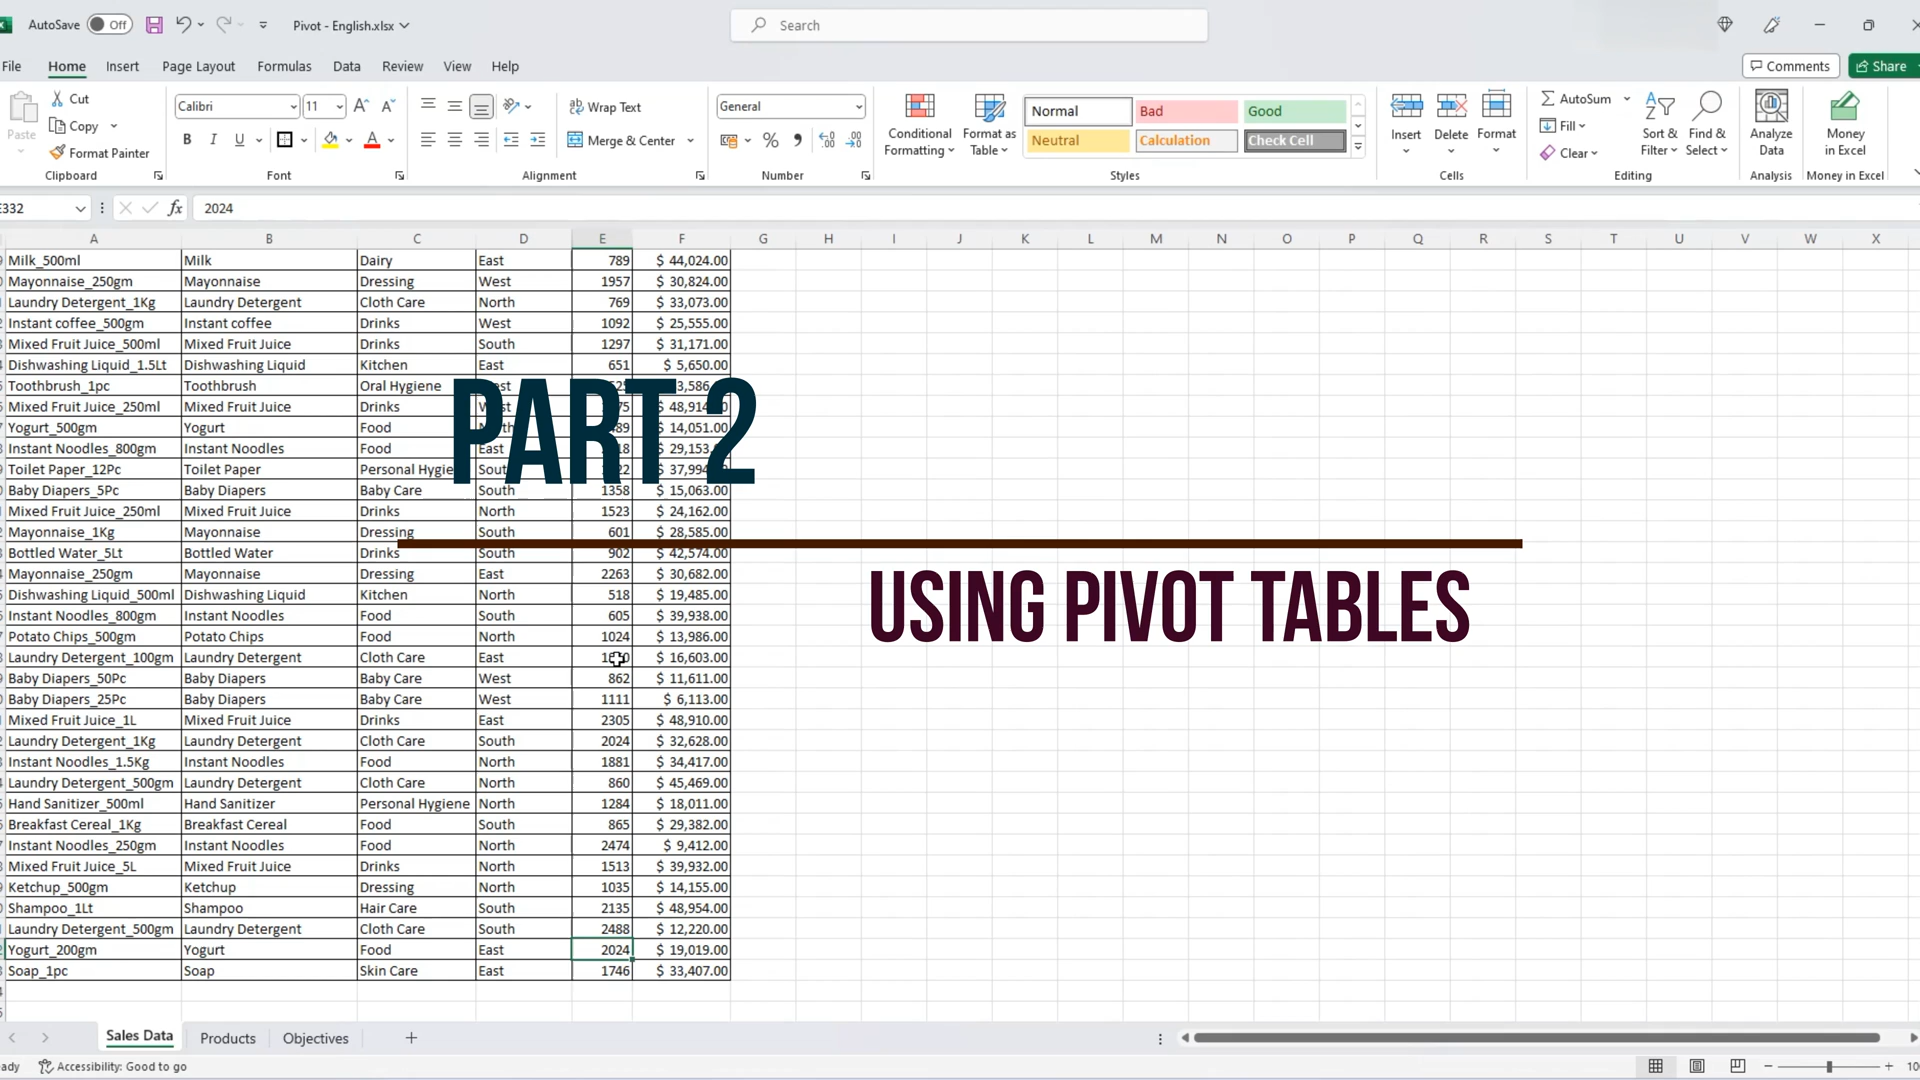 AutoSave Off Pivot - English.xlsx Search
File Home Insert Page Layout Formulas Data Review View Help Comments Share
Paste Cut Calibri 11 Wrap Text General Conditional Formatting Format as Table Normal Bad Good Insert Delete Format AutoSum Sort & Filter Find & Select Analyze Data Money in Excel
Copy B I U Merge & Center % Neutral Calculation Check Cell Fill
Format Painter Clear
Clipboard Font Alignment Number Styles Cells Editing Analysis Money in Excel
E332 fx 2024
A B C D E F G H I J K L M N O P Q R S T U V W X
Milk_500ml Milk Dairy East 789 $ 44,024.00
Mayonnaise_250gm Mayonnaise Dressing West 1957 $ 30,824.00
Laundry Detergent_1Kg Laundry Detergent Cloth Care North 769 $ 33,073.00
Instant coffee_500gm Instant coffee Drinks West 1092 $ 25,555.00
Mixed Fruit Juice_500ml Mixed Fruit Juice Drinks South 1297 $ 31,171.00
Dishwashing Liquid_1.5Lt Dishwashing Liquid Kitchen East 651 $ 5,650.00
Toothbrush_1pc Toothbrush Oral Hygiene
Mixed Fruit Juice_250ml Mixed Fruit Juice Drinks
Yogurt_500gm Yogurt Food $ 14,051.00
Instant Noodles_800gm Instant Noodles Food East
Toilet Paper_12Pc Toilet Paper
PART 2
Baby Diapers_5Pc Baby Diapers Baby Care South 1358 $ 15,063.00
Mixed Fruit Juice_250ml Mixed Fruit Juice Drinks North 1523 $ 24,162.00
Mayonnaise_1Kg Mayonnaise Dressing South 601 $ 28,585.00
Bottled Water_5Lt Bottled Water Drinks South 902 $ 42,574.00
Mayonnaise_250gm Mayonnaise Dressing East 2263 $ 30,682.00
Dishwashing Liquid_500ml Dishwashing Liquid Kitchen North 518 $ 19,485.00
USING PIVOT TABLES
Instant Noodles_800gm Instant Noodles Food South 605 $ 39,938.00
Potato Chips_500gm Potato Chips Food North 1024 $ 13,986.00
Laundry Detergent_100gm Laundry Detergent Cloth Care East $ 16,603.00
Baby Diapers_50Pc Baby Diapers Baby Care West 862 $ 11,611.00
Baby Diapers_25Pc Baby Diapers Baby Care West 1111 $ 6,113.00
Mixed Fruit Juice_1L Mixed Fruit Juice Drinks East 2305 $ 48,910.00
Laundry Detergent_1Kg Laundry Detergent Cloth Care South 2024 $ 32,628.00
Instant Noodles_1.5Kg Instant Noodles Food North 1881 $ 34,417.00
Laundry Detergent_500gm Laundry Detergent Cloth Care North 860 $ 45,469.00
Hand Sanitizer_500ml Hand Sanitizer Personal Hygiene North 1284 $ 18,011.00
Breakfast Cereal_1Kg Breakfast Cereal Food South 865 $ 29,382.00
Instant Noodles_250gm Instant Noodles Food North 2474 $ 9,412.00
Mixed Fruit Juice_5L Mixed Fruit Juice Drinks North 1513 $ 39,932.00
Ketchup_500gm Ketchup Dressing North 1035 $ 14,155.00
Shampoo_1Lt Shampoo Hair Care South 2135 $ 48,954.00
Laundry Detergent_500gm Laundry Detergent Cloth Care South 2488 $ 12,220.00
Yogurt_200gm Yogurt Food East 2024 $ 19,019.00
Soap_1pc Soap Skin Care East 1746 $ 33,407.00
Sales Data Products Objectives
Accessibility: Good to go